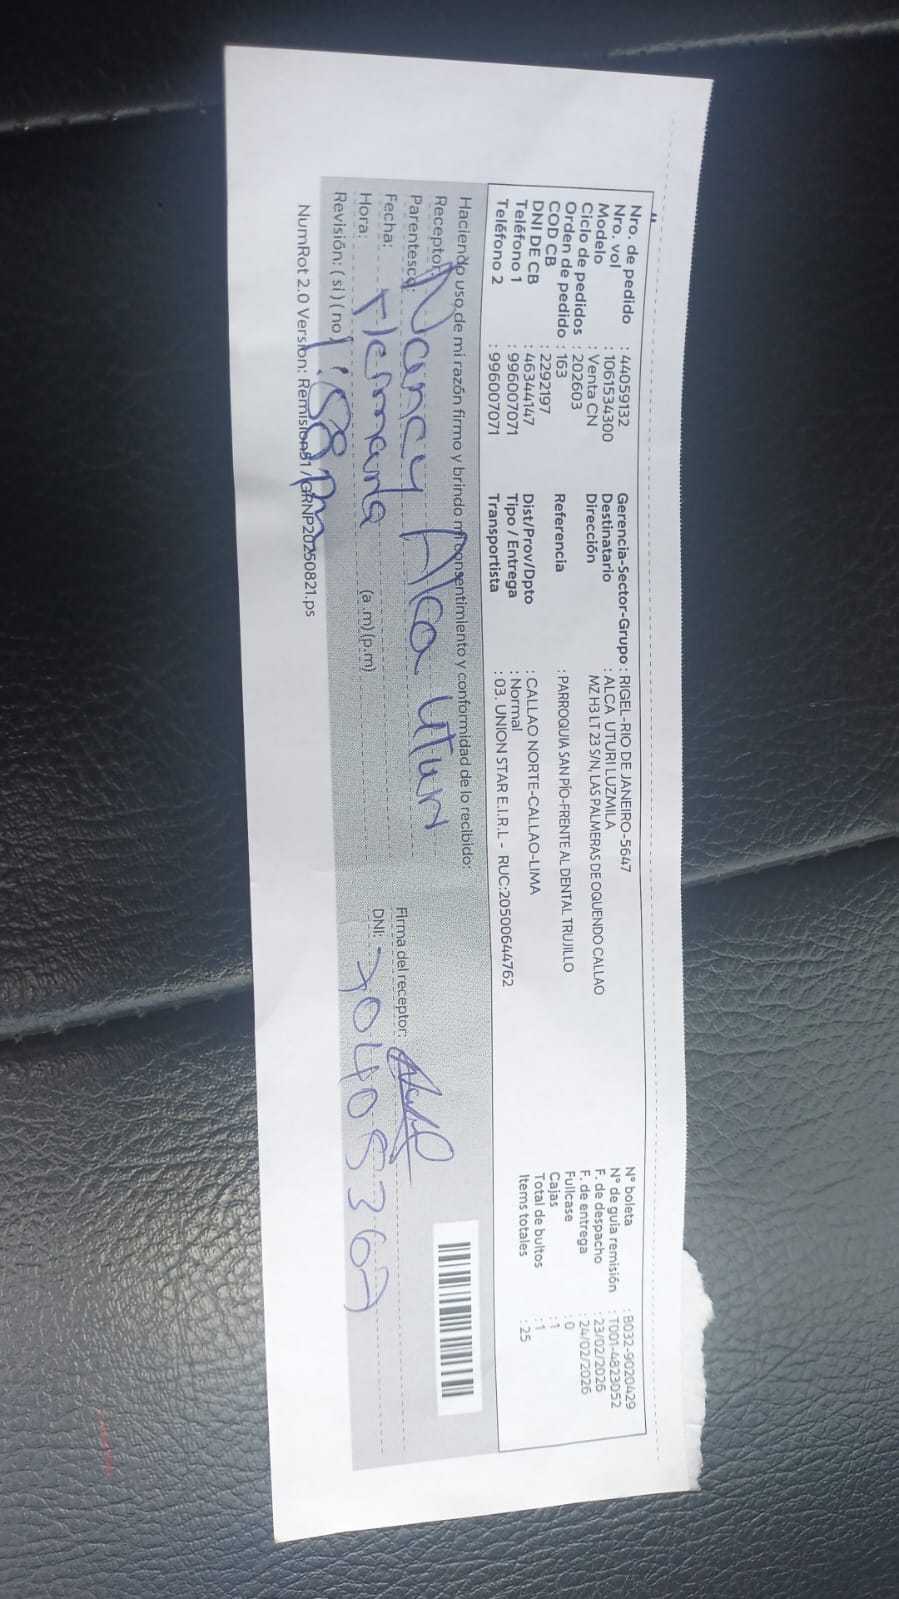 Nro. de pedido : 44059132
Nro. vol : 1061534300
Modelo : Venta CN
Ciclo de pedidos : 202603
Orden de pedido : 163
COD CB : 2292197
DNI DE CB : 46344147
Teléfono 1 : 996007071
Teléfono 2 : 996007071
Gerencia-Sector-Grupo : RIGEL-RIO DE JANEIRO-5647
Destinatario : ALCA UTURI LUZMILA
Dirección MZ H3 LT 23 S/N, LAS PALMERAS DE OQUENDO CALLAO
Referencia : PARROQUIA SAN PÍO-FRENTE AL DENTAL TRUJILLO
Dist/Prov/Dpto : CALLAO NORTE-CALLAO-LIMA
Tipo / Entrega : Normal
Transportista : 03. UNION STAR E.I.R.L - RUC:20500644762
N° boleta : B032-9020429
N° de guia remisión : T001-4823052
F. de despacho : 23/02/2026
F. de entrega : 24/02/2026
Fullcase : 0
Cajas : 1
Total de bultos : 1
Items totales : 25
Haciendo uso de mi razón firmo y brindo mi consentimiento y conformidad de lo recibido:
Receptor: Nancy Alca Uturi
Parentesco: Hermana
Fecha:
Hora: 1:58 pm (a.m) (p.m)
Revisión: ( si ) ( no )
Firma del receptor:
DNI: 70408367
NumRot 2.0 Version: Remision51 / GRNP20250821.ps